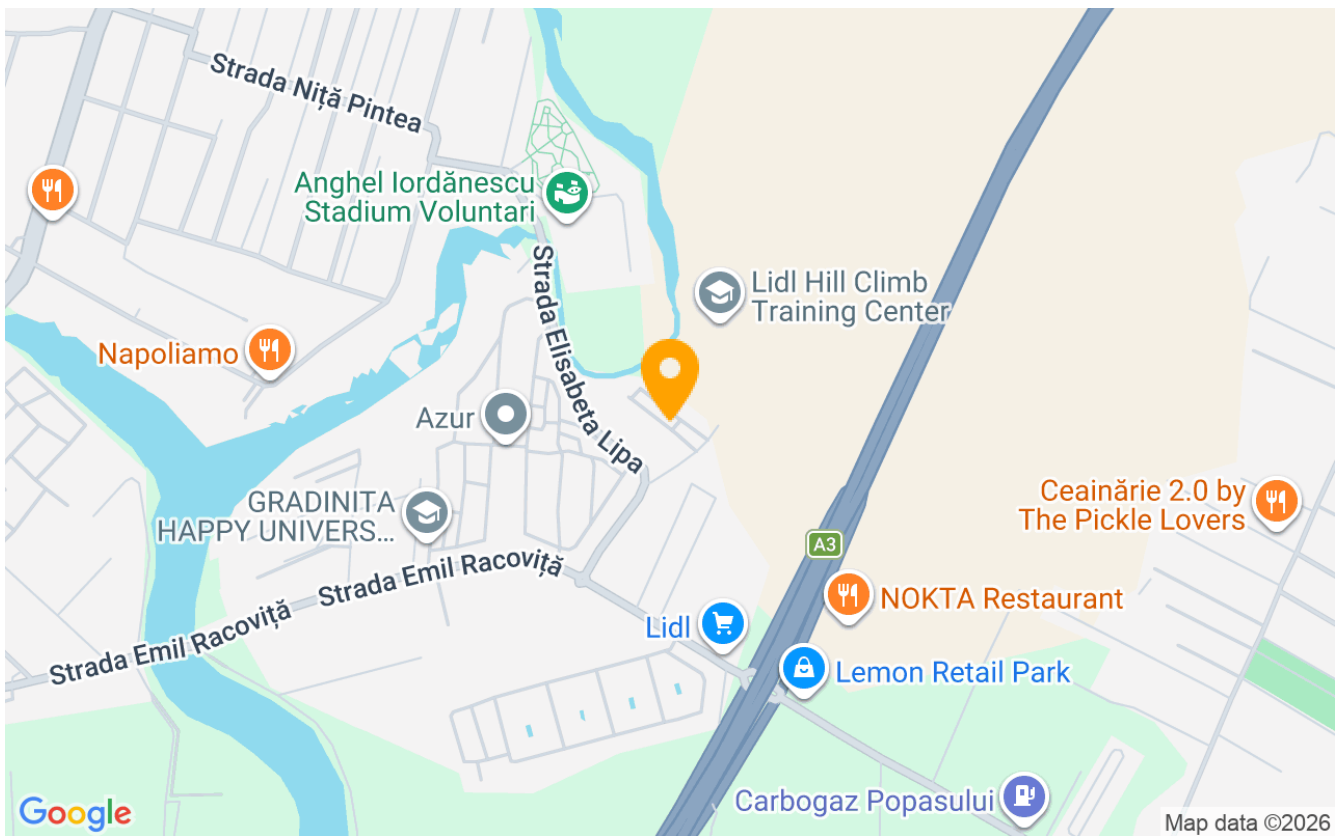 Strada Niță Pintea
Anghel Iordănescu
Stadium Voluntari
Lidl Hill Climb
Training Center
Strada Elisabeta Lipa
Napoliamo
Azur
GRADINITA
HAPPY UNIVERS...
Ceainărie 2.0 by
The Pickle Lovers
A3
Strada Emil Racoviță
NOKTA Restaurant
Lidl
Strada Emil Racoviță
Lemon Retail Park
Carbogaz Popasului
Google
Map data ©2026